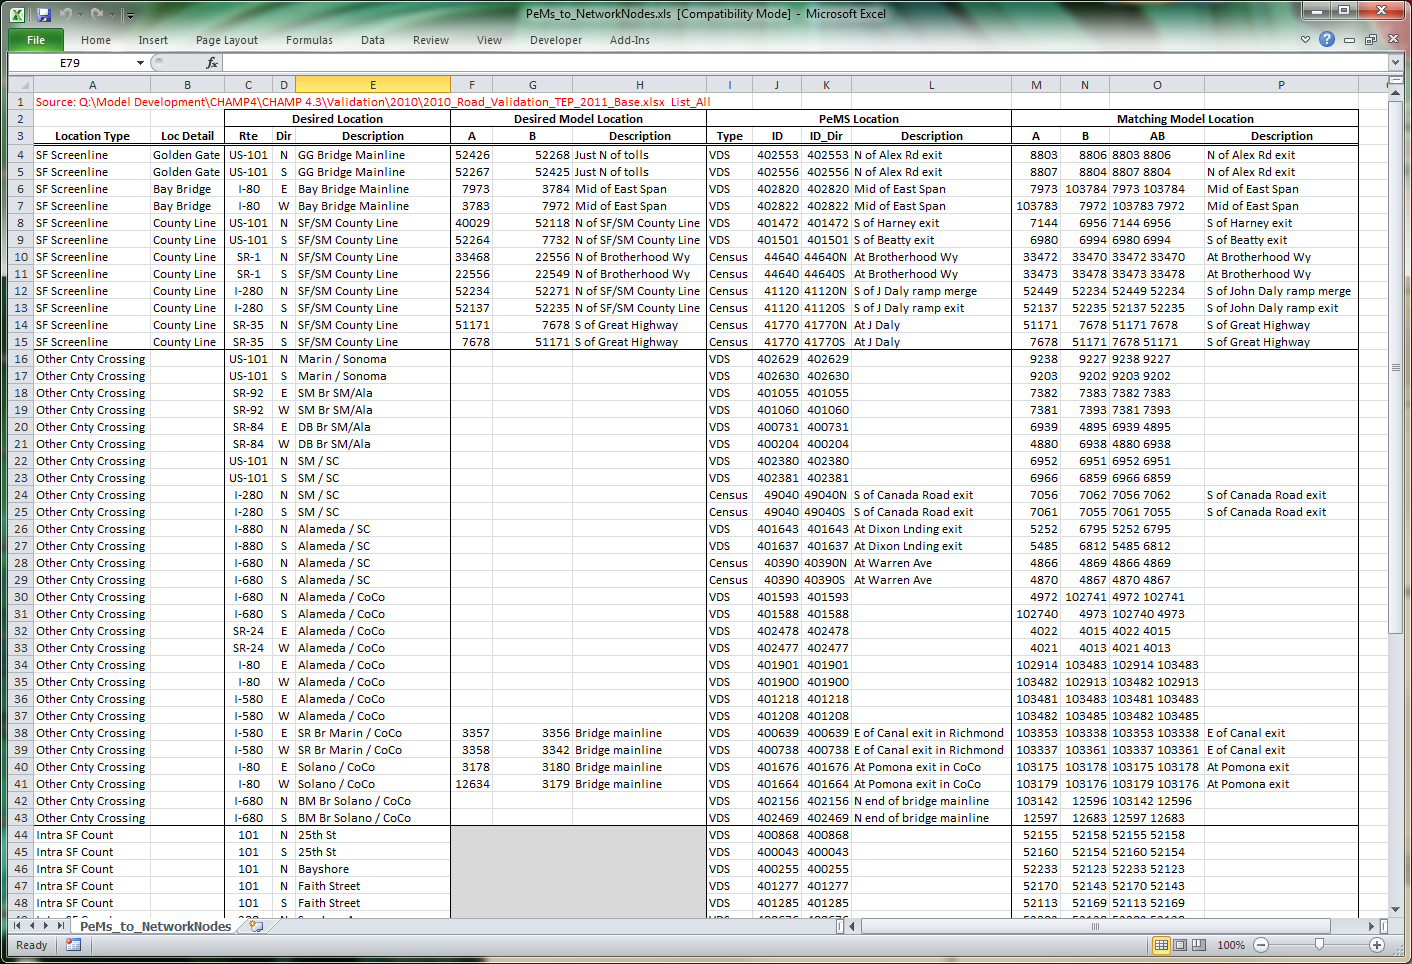 PeMs_to_NetworkNodes.xls [Compatibility Mode] - Microsoft Excel
File Home Insert Page Layout Formulas Data Review View Developer Add-Ins
E79 fx
A B C D E F G H I J K L M N O P
1 Source: Q:\Model Development\CHAMP4\CHAMP 4.3\Validation\2010\2010_Road_Validation_TEP_2011_Base.xlsx List_All
2 Desired Location Desired Model Location PeMS Location Matching Model Location
3 Location Type Loc Detail Rte Dir Description A B Description Type ID ID_Dir Description A B AB Description
4 SF Screenline Golden Gate US-101 N GG Bridge Mainline 52426 52268 Just N of tolls VDS 402553 402553 N of Alex Rd exit 8803 8806 8803 8806 N of Alex Rd exit
5 SF Screenline Golden Gate US-101 S GG Bridge Mainline 52267 52425 Just N of tolls VDS 402556 402556 N of Alex Rd exit 8807 8804 8807 8804 N of Alex Rd exit
6 SF Screenline Bay Bridge I-80 E Bay Bridge Mainline 7973 3784 Mid of East Span VDS 402820 402820 Mid of East Span 7973 103784 7973 103784 Mid of East Span
7 SF Screenline Bay Bridge I-80 W Bay Bridge Mainline 3783 7972 Mid of East Span VDS 402822 402822 Mid of East Span 103783 7972 103783 7972 Mid of East Span
8 SF Screenline County Line US-101 N SF/SM County Line 40029 52118 N of SF/SM County Line VDS 401472 401472 S of Harney exit 7144 6956 7144 6956 S of Harney exit
9 SF Screenline County Line US-101 S SF/SM County Line 52264 7732 N of SF/SM County Line VDS 401501 401501 S of Beatty exit 6980 6994 6980 6994 S of Beatty exit
10 SF Screenline County Line SR-1 N SF/SM County Line 33468 22556 N of Brotherhood Wy Census 44640 44640N At Brotherhood Wy 33472 33470 33472 33470 At Brotherhood Wy
11 SF Screenline County Line SR-1 S SF/SM County Line 22556 22549 N of Brotherhood Wy Census 44640 44640S At Brotherhood Wy 33473 33478 33473 33478 At Brotherhood Wy
12 SF Screenline County Line I-280 N SF/SM County Line 52234 52271 N of SF/SM County Line Census 41120 41120N S of J Daly ramp merge 52449 52234 52449 52234 S of John Daly ramp merge
13 SF Screenline County Line I-280 S SF/SM County Line 52137 52235 N of SF/SM County Line Census 41120 41120S S of J Daly ramp exit 52137 52235 52137 52235 S of John Daly ramp exit
14 SF Screenline County Line SR-35 N SF/SM County Line 51171 7678 S of Great Highway Census 41770 41770N At J Daly 51171 7678 51171 7678 S of Great Highway
15 SF Screenline County Line SR-35 S SF/SM County Line 7678 51171 S of Great Highway Census 41770 41770S At J Daly 7678 51171 7678 51171 S of Great Highway
16 Other Cnty Crossing US-101 N Marin / Sonoma VDS 402629 402629 9238 9227 9238 9227
17 Other Cnty Crossing US-101 S Marin / Sonoma VDS 402630 402630 9203 9202 9203 9202
18 Other Cnty Crossing SR-92 E SM Br SM/Ala VDS 401055 401055 7382 7383 7382 7383
19 Other Cnty Crossing SR-92 W SM Br SM/Ala VDS 401060 401060 7381 7393 7381 7393
20 Other Cnty Crossing SR-84 E DB Br SM/Ala VDS 400731 400731 6939 4895 6939 4895
21 Other Cnty Crossing SR-84 W DB Br SM/Ala VDS 400204 400204 4880 6938 4880 6938
22 Other Cnty Crossing US-101 N SM / SC VDS 402380 402380 6952 6951 6952 6951
23 Other Cnty Crossing US-101 S SM / SC VDS 402381 402381 6966 6859 6966 6859
24 Other Cnty Crossing I-280 N SM / SC Census 49040 49040N S of Canada Road exit 7056 7062 7056 7062 S of Canada Road exit
25 Other Cnty Crossing I-280 S SM / SC Census 49040 49040S S of Canada Road exit 7061 7055 7061 7055 S of Canada Road exit
26 Other Cnty Crossing I-880 N Alameda / SC VDS 401643 401643 At Dixon Lnding exit 5252 6795 5252 6795
27 Other Cnty Crossing I-880 S Alameda / SC VDS 401637 401637 At Dixon Lnding exit 5485 6812 5485 6812
28 Other Cnty Crossing I-680 N Alameda / SC Census 40390 40390N At Warren Ave 4866 4869 4866 4869
29 Other Cnty Crossing I-680 S Alameda / SC Census 40390 40390S At Warren Ave 4870 4867 4870 4867
30 Other Cnty Crossing I-680 N Alameda / CoCo VDS 401593 401593 4972 102741 4972 102741
31 Other Cnty Crossing I-680 S Alameda / CoCo VDS 401588 401588 102740 4973 102740 4973
32 Other Cnty Crossing SR-24 E Alameda / CoCo VDS 402478 402478 4022 4015 4022 4015
33 Other Cnty Crossing SR-24 W Alameda / CoCo VDS 402477 402477 4021 4013 4021 4013
34 Other Cnty Crossing I-80 E Alameda / CoCo VDS 401901 401901 102914 103483 102914 103483
35 Other Cnty Crossing I-80 W Alameda / CoCo VDS 401900 401900 103482 102913 103482 102913
36 Other Cnty Crossing I-580 E Alameda / CoCo VDS 401218 401218 103481 103483 103481 103483
37 Other Cnty Crossing I-580 W Alameda / CoCo VDS 401208 401208 103482 103485 103482 103485
38 Other Cnty Crossing I-580 E SR Br Marin / CoCo 3357 3356 Bridge mainline VDS 400639 400639 E of Canal exit in Richmond 103353 103338 103353 103338 E of Canal exit
39 Other Cnty Crossing I-580 W SR Br Marin / CoCo 3358 3342 Bridge mainline VDS 400738 400738 E of Canal exit in Richmond 103337 103361 103337 103361 E of Canal exit
40 Other Cnty Crossing I-80 E Solano / CoCo 3178 3180 Bridge mainline VDS 401676 401676 At Pomona exit in CoCo 103175 103178 103175 103178 At Pomona exit
41 Other Cnty Crossing I-80 W Solano / CoCo 12634 3179 Bridge mainline VDS 401664 401664 At Pomona exit in CoCo 103179 103176 103179 103176 At Pomona exit
42 Other Cnty Crossing I-680 N BM Br Solano / CoCo VDS 402156 402156 N end of bridge mainline 103142 12596 103142 12596
43 Other Cnty Crossing I-680 S BM Br Solano / CoCo VDS 402469 402469 N end of bridge mainline 12597 12683 12597 12683
44 Intra SF Count 101 N 25th St VDS 400868 400868 52155 52158 52155 52158
45 Intra SF Count 101 S 25th St VDS 400043 400043 52160 52154 52160 52154
46 Intra SF Count 101 N Bayshore VDS 400255 400255 52233 52123 52233 52123
47 Intra SF Count 101 N Faith Street VDS 401277 401277 52170 52143 52170 52143
48 Intra SF Count 101 S Faith Street VDS 401285 401285 52113 52169 52113 52169
PeMs_to_NetworkNodes
Ready 100%